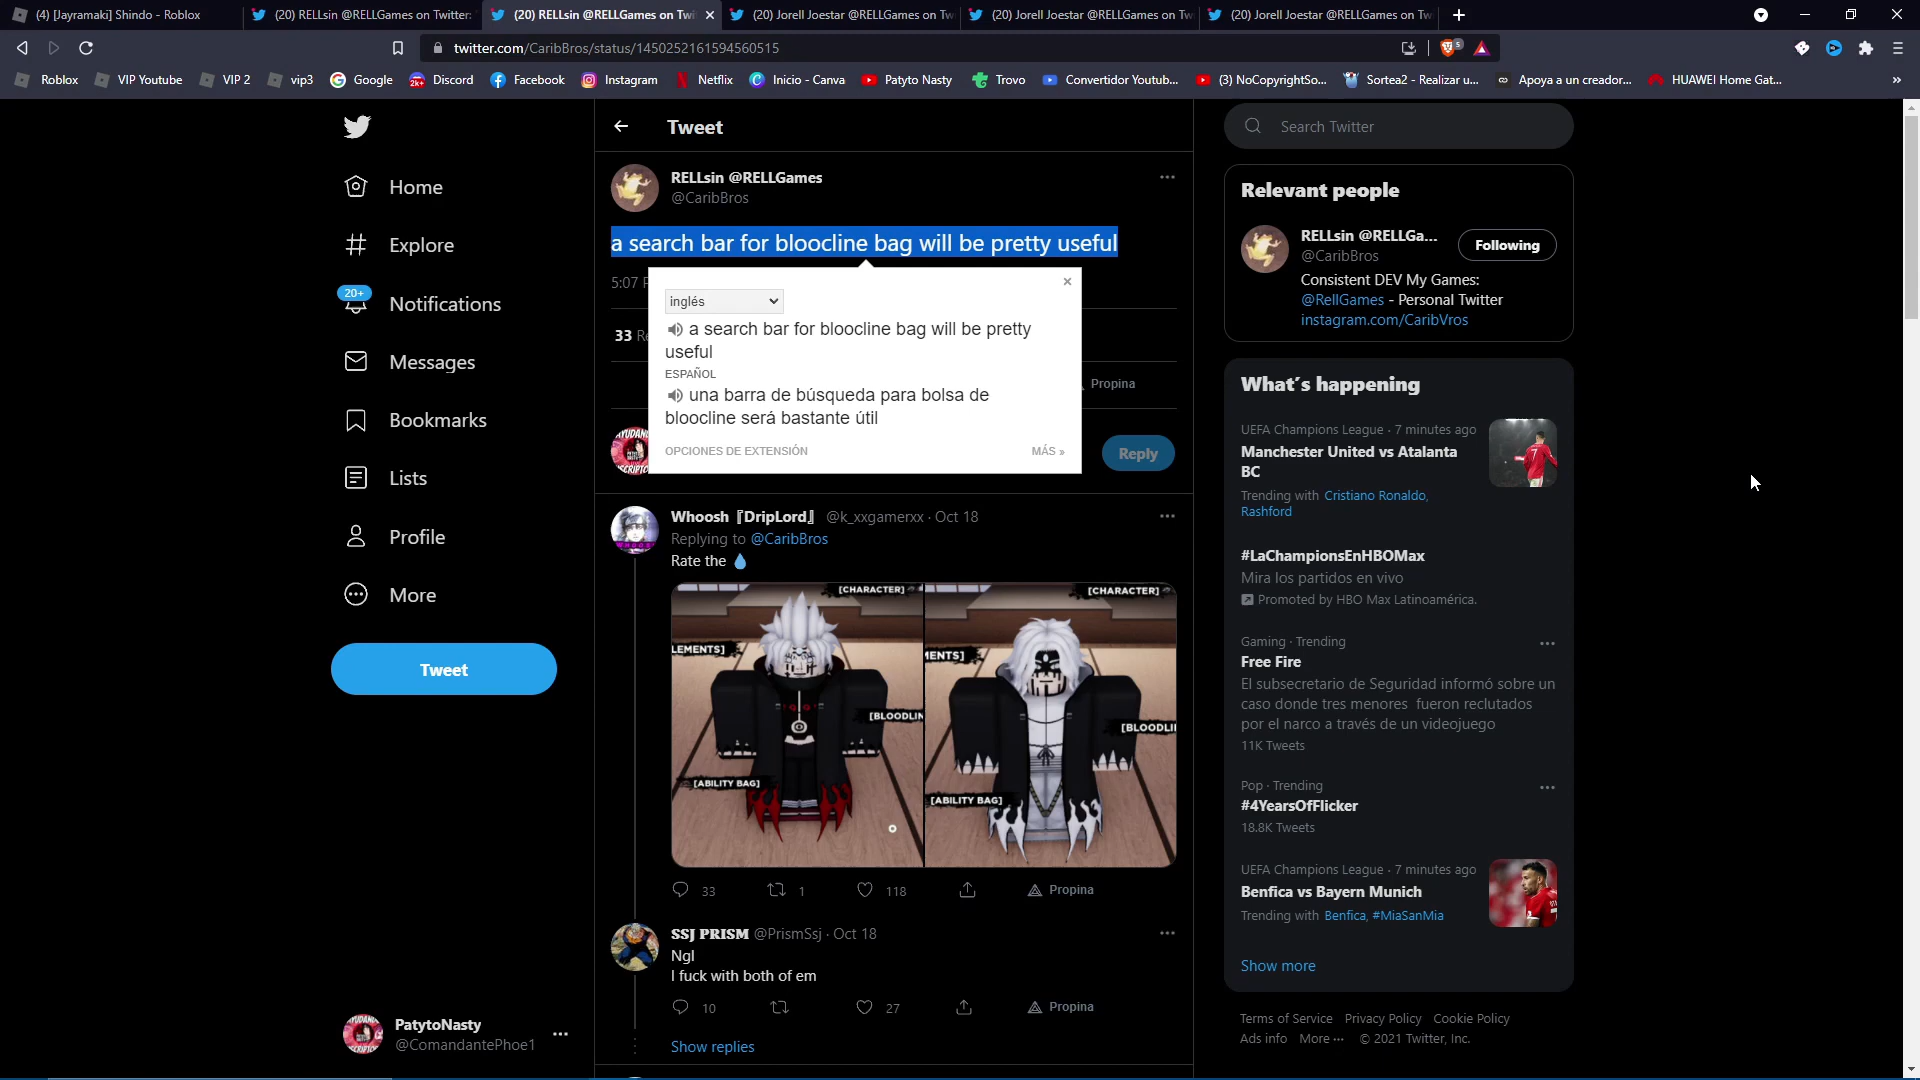 (4) [Jayramaki] Shindo - Roblox
(20) RELLsin @RELLGames on Twitter:
(20) RELLsin @RELLGames on Twi
(20) Jorell Joestar @RELLGames on Tw
(20) Jorell Joestar @RELLGames on Tw
(20) Jorell Joestar @RELLGames on Tw
twitter.com/CaribBros/status/1450252161594560515
5
Roblox
VIP Youtube
VIP 2
vip3
Google
2k+
Discord
Facebook
Instagram
Netflix
Inicio - Canva
Patyto Nasty
Trovo
Convertidor Youtub...
(3) NoCopyrightSo...
Sortea2 - Realizar u...
Apoya a un creador...
HUAWEI Home Gat...
»
Home
Explore
20+
Notifications
Messages
Bookmarks
Lists
Profile
More
Tweet
PatytoNasty
@ComandantePhoe1
Tweet
RELLsin @RELLGames
@CaribBros
a search bar for bloocline bag will be pretty useful
5:07
33 Re
inglés
a search bar for bloocline bag will be pretty
useful
ESPAÑOL
una barra de búsqueda para bolsa de
bloocline será bastante útil
OPCIONES DE EXTENSIÓN
MÁS »
Propina
Reply
Whoosh『DripLord』 @k_xxgamerxx · Oct 18
Replying to @CaribBros
Rate the 💧
[CHARACTER]
LEMENTS]
[BLOODLIN
[ABILITY BAG]
[CHARACTER]
MENTS]
[BLOODLI
[ABILITY BAG]
33
1
118
Propina
SSJ PRISM @PrismSsj · Oct 18
Ngl
I fuck with both of em
10
27
Propina
Show replies
Search Twitter
Relevant people
RELLsin @RELLGa...
@CaribBros
Following
Consistent DEV My Games:
@RellGames - Personal Twitter
instagram.com/CaribVros
What's happening
UEFA Champions League · 7 minutes ago
Manchester United vs Atalanta
BC
Trending with Cristiano Ronaldo,
Rashford
#LaChampionsEnHBOMax
Mira los partidos en vivo
Promoted by HBO Max Latinoamérica.
Gaming · Trending
Free Fire
El subsecretario de Seguridad informó sobre un
caso donde tres menores fueron reclutados
por el narco a través de un videojuego
11K Tweets
Pop · Trending
#4YearsOfFlicker
18.8K Tweets
UEFA Champions League · 7 minutes ago
Benfica vs Bayern Munich
Trending with Benfica, #MiaSanMia
Show more
Terms of Service Privacy Policy Cookie Policy
Ads info More ··· © 2021 Twitter, Inc.